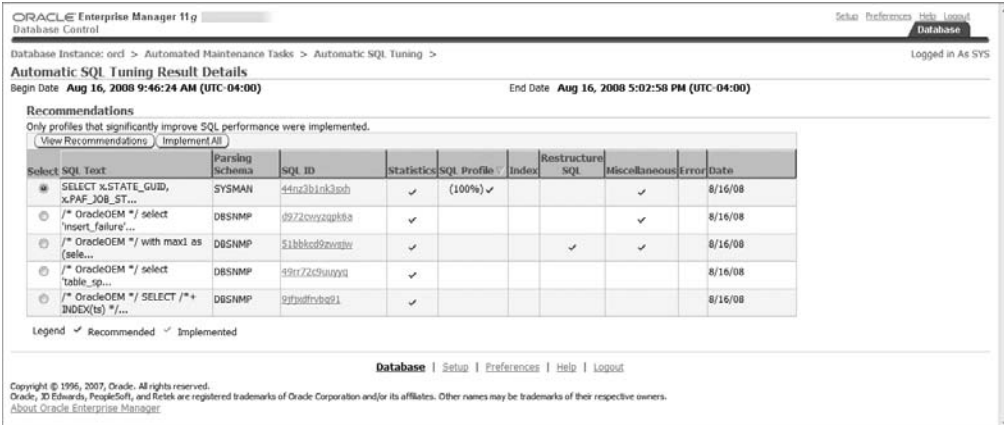 ORACLE Enterprise Manager 11g
Database Control
Setup Preferences Help Logout
Database
Database Instance: orcl > Automated Maintenance Tasks > Automatic SQL Tuning >
Logged in As SYS
Automatic SQL Tuning Result Details
Begin Date Aug 16, 2008 9:46:24 AM (UTC-04:00)
End Date Aug 16, 2008 5:02:58 PM (UTC-04:00)
Recommendations
Only profiles that significantly improve SQL performance were implemented.
View Recommendations Implement All
Select SQL Text Parsing Schema SQL ID Statistics SQL Profile Index Restructure SQL Miscellaneous Error Date
SELECT x.STATE_GUID, x.PAF_JOB_ST... SYSMAN 44nz3b1nk3sxh ✓ (100%) ✓ ✓ 8/16/08
/* OracleOEM */ select 'insert_failure'... DBSNMP d972cwyzqpk6a ✓ ✓ 8/16/08
/* OracleOEM */ with max1 as (sele... DBSNMP ✓ ✓ ✓ 8/16/08
/* OracleOEM */ select 'table_sp... DBSNMP 49rr72c9uuyyq ✓ 8/16/08
/* OracleOEM */ SELECT /*+ INDEX(ts) */... DBSNMP ✓ 8/16/08
Legend ✓ Recommended ✓ Implemented
Database | Setup | Preferences | Help | Logout
Copyright © 1996, 2007, Oracle. All rights reserved.
Oracle, JD Edwards, PeopleSoft, and Retek are registered trademarks of Oracle Corporation and/or its affiliates. Other names may be trademarks of their respective owners.
About Oracle Enterprise Manager